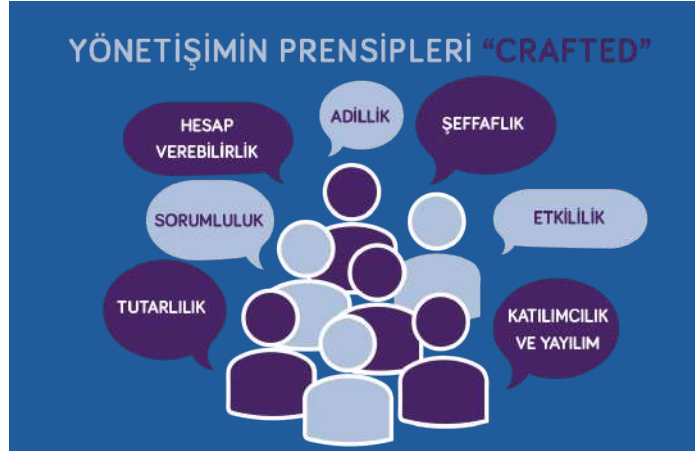 YÖNETİŞİMİN PRENSİPLERİ “CRAFTED”
HESAP
VEREBİLİRLİK
ADİLLİK
ŞEFFAFLIK
SORUMLULUK
ETKİLİLİK
TUTARLILIK
KATILIMCILIK
VE YAYILIM